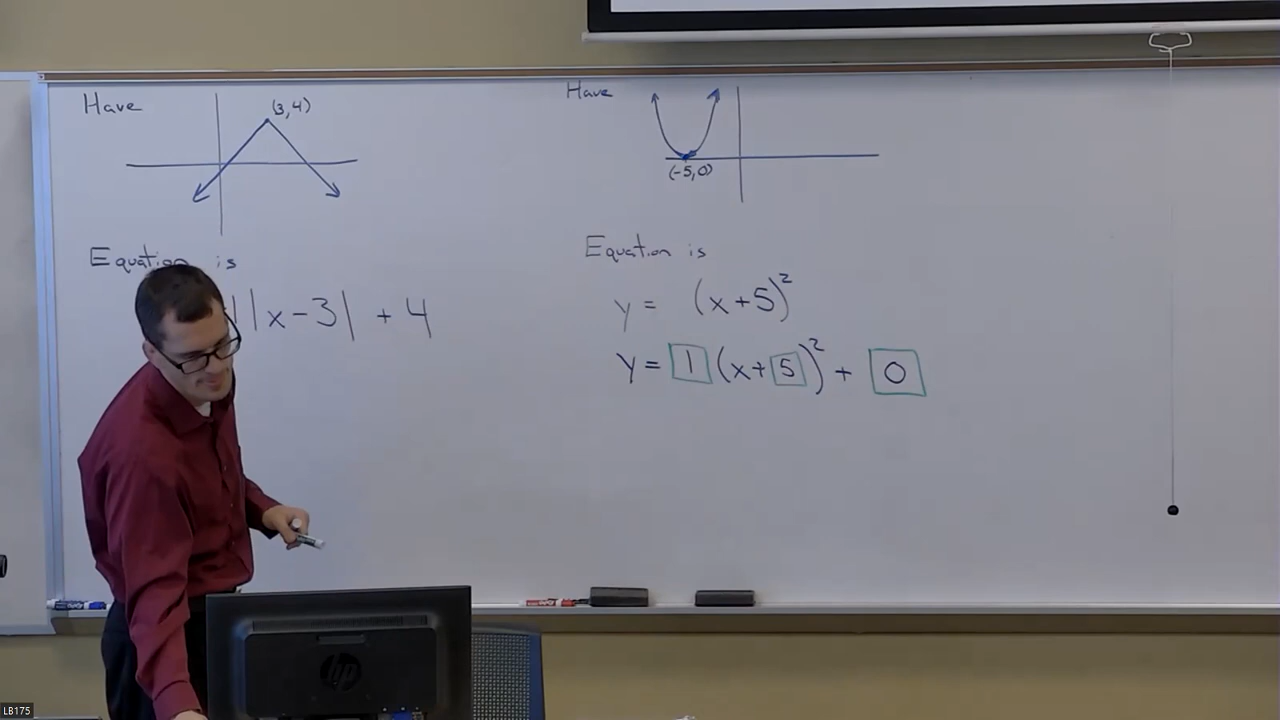 Have
(3,4)
Equation is
|x-3| + 4
Have
(-5,0)
Equation is
y = (x+5)²
y = 1 (x+5)² + 0
hp
LB175